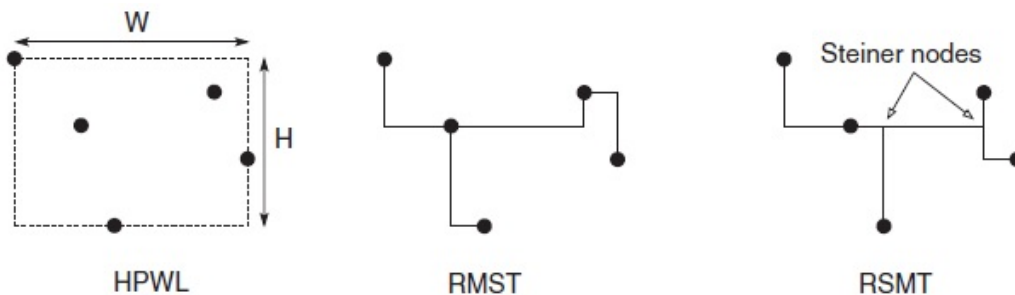 W
H
Steiner nodes
HPWL
RMST
RSMT